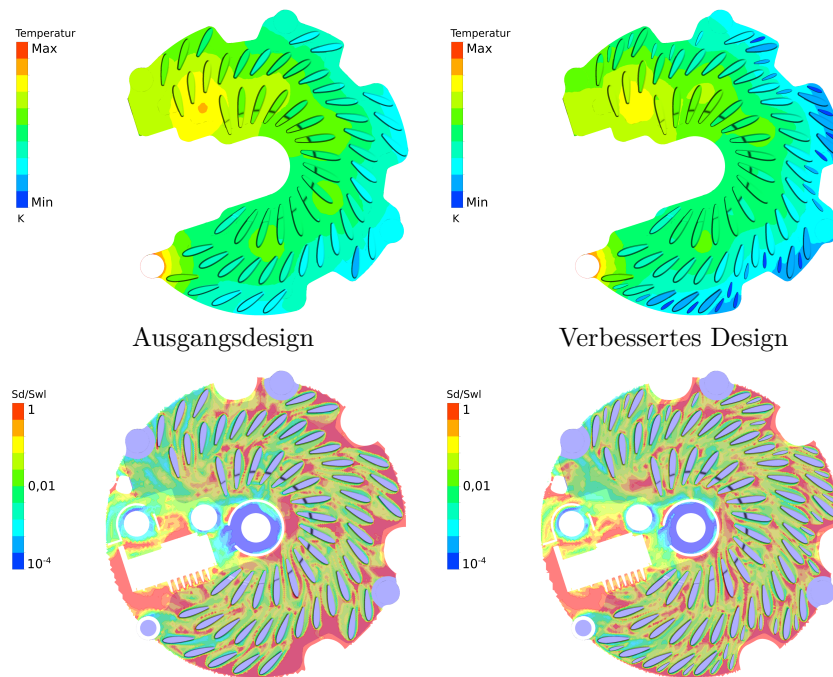 Temperatur
Max
Min
K
Temperatur
Max
Min
K
Ausgangsdesign
Verbessertes Design
Sd/Swl
1
0,01
10⁻⁴
Sd/Swl
1
0,01
10⁻⁴